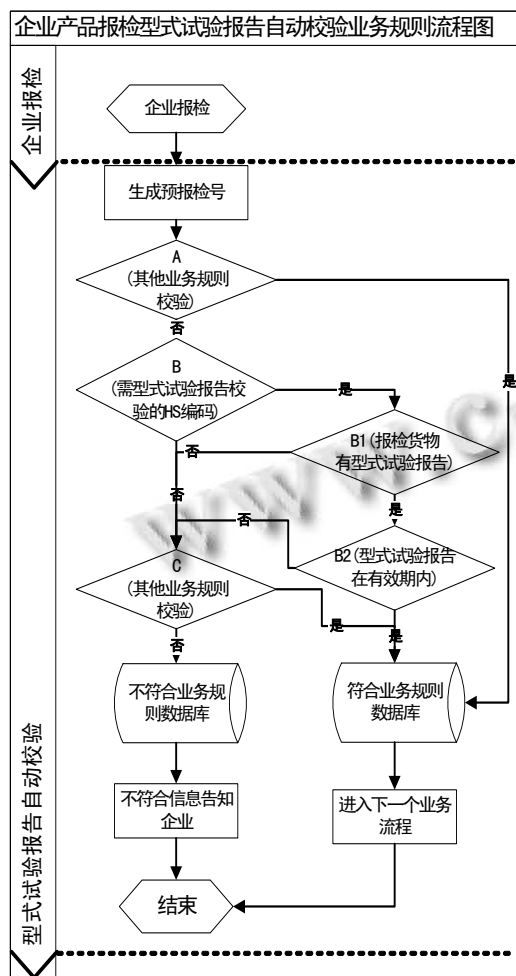 企业产品报检型式试验报告自动校验业务规则流程图
企业报检
企业报检
生成预报检号
A
(其他业务规则
校验)
是
否
B
(需型式试验报告校
验的HS编码)
是
B1(报检货物
有型式试验报告)
否
否
是
否
B2(型式试验报告
在有效期内)
C
(其他业务规则
校验)
是
是
否
不符合业务规
则数据库
符合业务规则
数据库
不符合信息告知
企业
进入下一个业务
流程
结束
型式试验报告自动校验
www.c